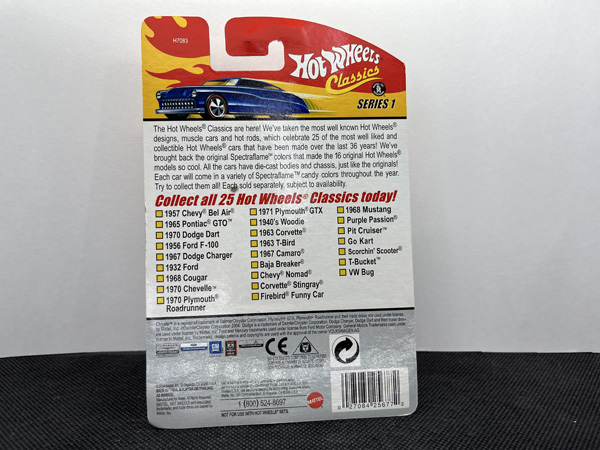 H7083
Hot Wheels
Classics
SERIES 1
The Hot Wheels® Classics are here! We've taken the most well known Hot Wheels®
designs, muscle cars and hot rods, which celebrate 25 of the most well liked and
collectible Hot Wheels® cars that have been made over the last 36 years! We've
brought back the original Spectraflame™ colors that made the 16 original Hot Wheels®
models so cool. All the cars have die-cast bodies and chassis, just like the originals!
Each car will come in a variety of Spectraflame™ candy colors throughout the year.
Try to collect them all! Each sold separately, subject to availability.
Collect all 25 Hot Wheels® Classics today!
1957 Chevy® Bel Air®
1965 Pontiac® GTO™
1970 Dodge Dart
1956 Ford F-100
1967 Dodge Charger
1932 Ford
1968 Cougar
1970 Chevelle™
1970 Plymouth®
Roadrunner
1971 Plymouth® GTX
1940's Woodie
1963 Corvette®
1963 T-Bird
1967 Camaro®
Baja Breaker®
Chevy® Nomad®
Corvette® Stingray®
Firebird® Funny Car
1968 Mustang
Purple Passion®
Pit Cruiser™
Go Kart
Scorchin' Scooter®
T-Bucket™
VW Bug
GM
CE
1 (800) 524-8697
NOT FOR USE WITH HOT WHEELS® SETS.
MATTEL
0 27084 25677 2